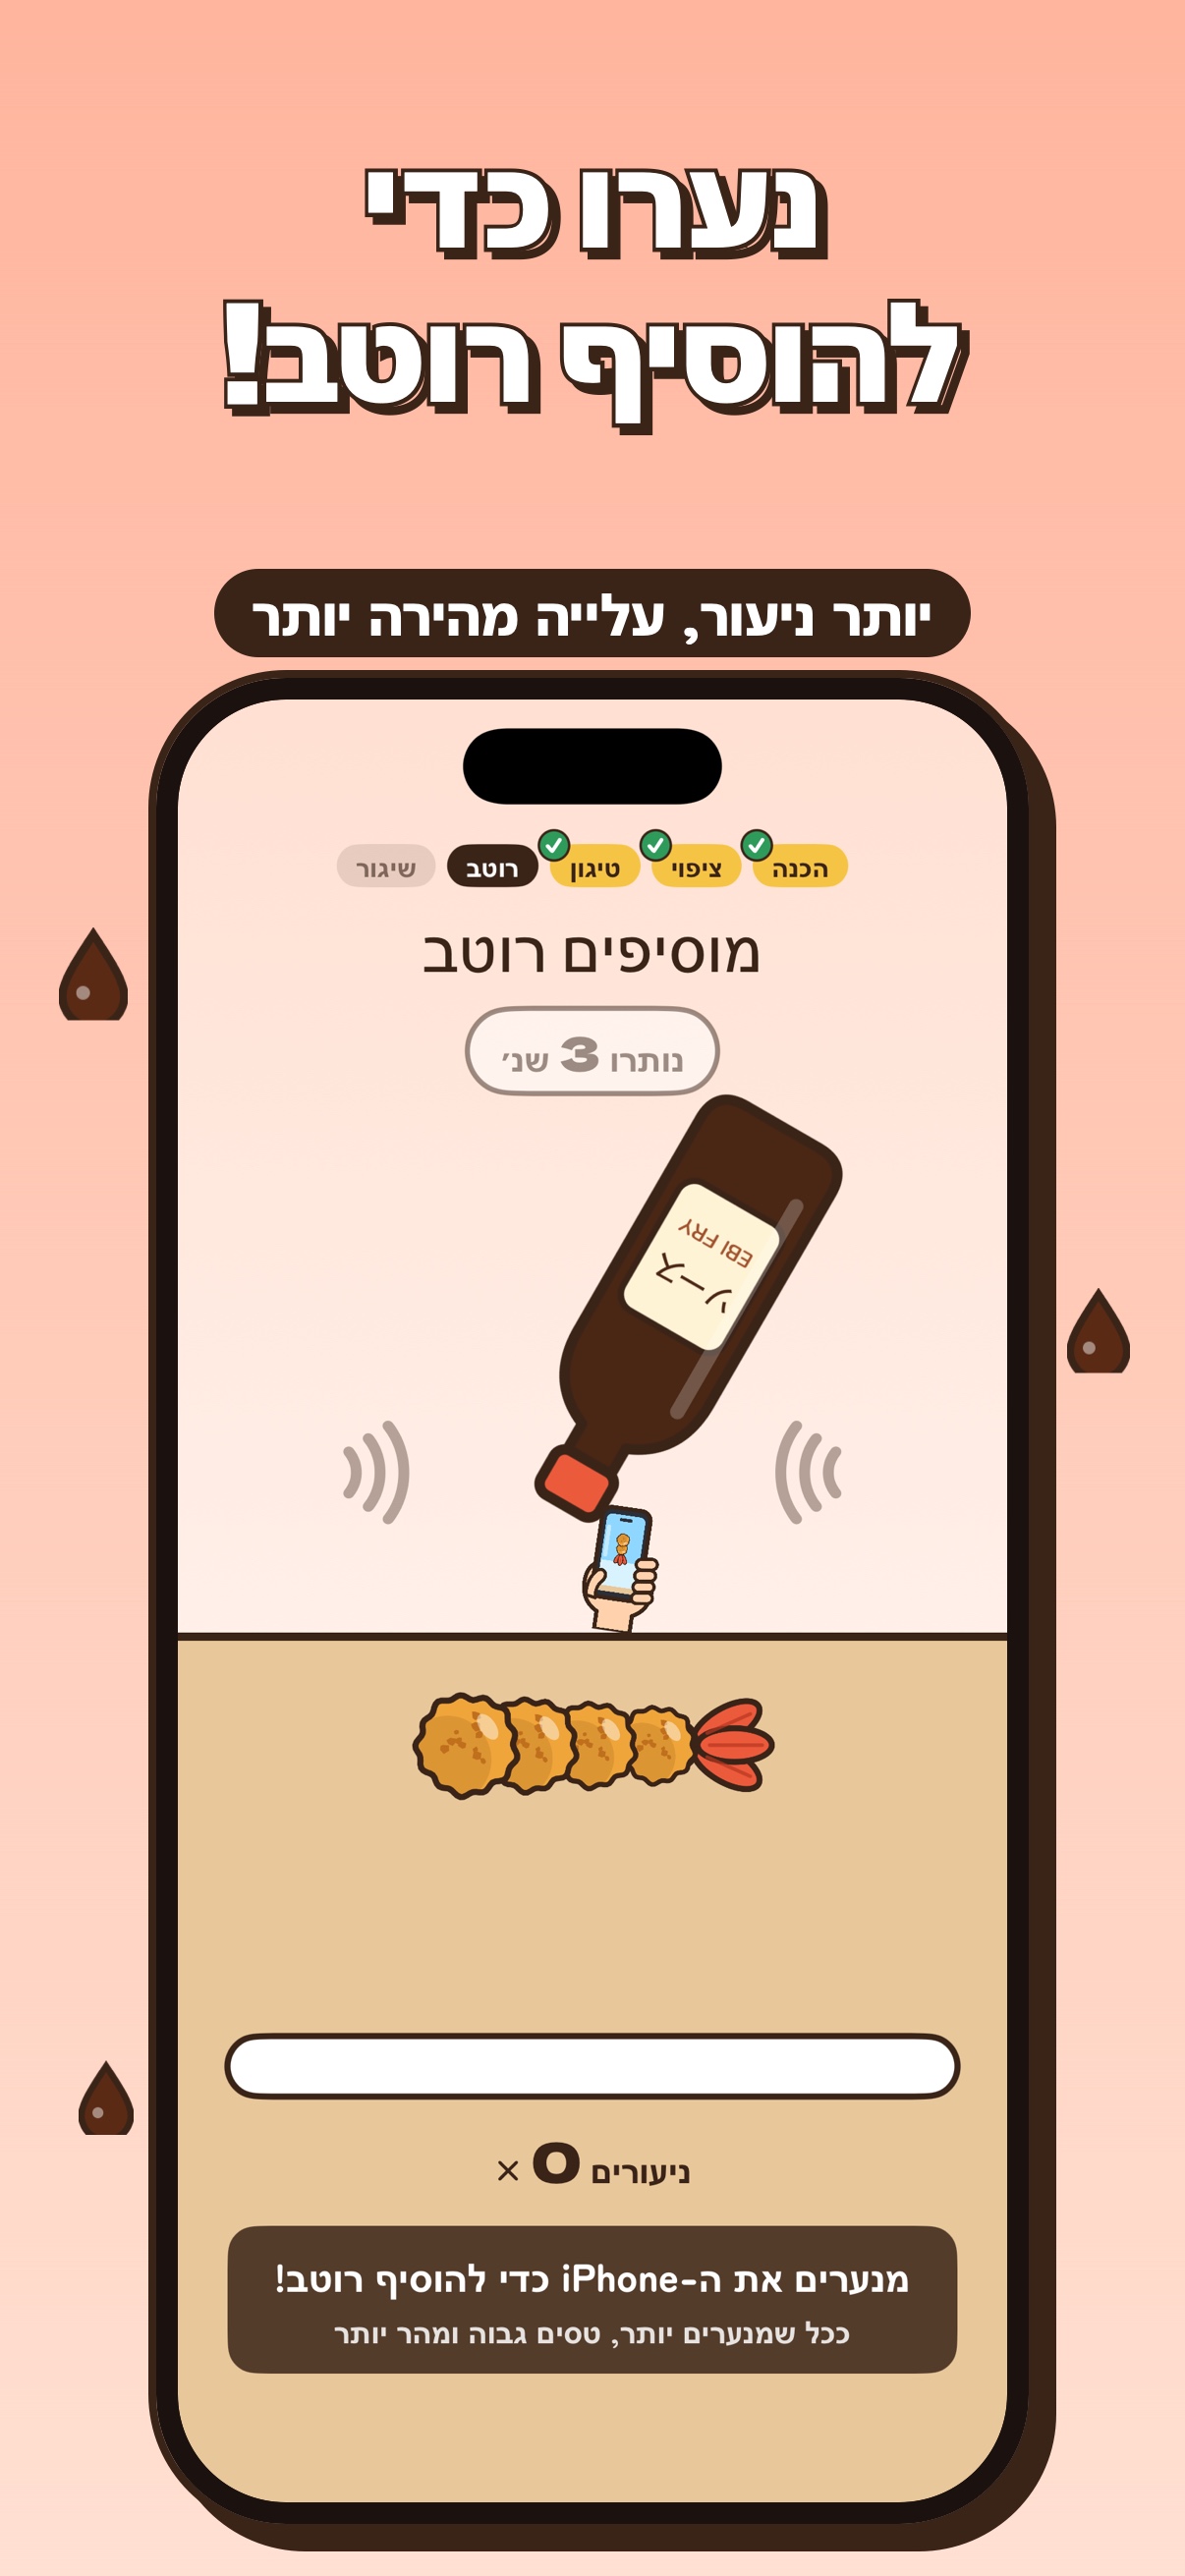 נערו כדי
להוסיף רוטב!
יותר ניעור, עלייה מהירה יותר
הכנה ציפוי טיגון רוטב שיגור
מוסיפים רוטב
נותרו 3 שנ׳
EBI FRY
ソース
ניעורים 0 ×
מנערים את ה-iPhone כדי להוסיף רוטב!
ככל שמנערים יותר, טסים גבוה ומהר יותר